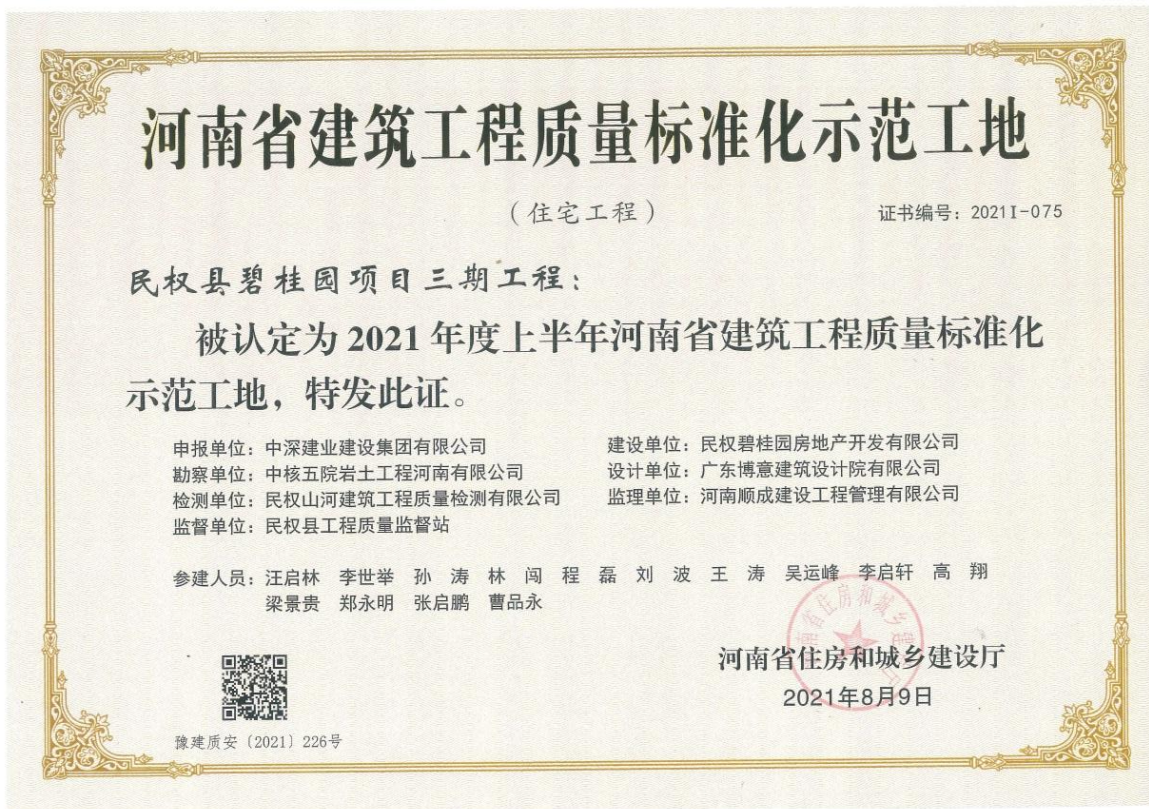 河南省建筑工程质量标准化示范工地
（住宅工程）
证书编号：2021I-075
民权县碧桂园项目三期工程：
被认定为2021年度上半年河南省建筑工程质量标准化
示范工地，特发此证。
申报单位：中深建业建设集团有限公司 建设单位：民权碧桂园房地产开发有限公司
勘察单位：中核五院岩土工程河南有限公司 设计单位：广东博意建筑设计院有限公司
检测单位：民权山河建筑工程质量检测有限公司 监理单位：河南顺成建设工程管理有限公司
监督单位：民权县工程质量监督站
参建人员：汪启林 李世举 孙涛 林闯 程磊 刘波 王涛 吴运峰 李启轩 高翔
梁景贵 郑永明 张启鹏 曹品永
河南省住房和城乡建设厅
2021年8月9日
豫建质安〔2021〕226号